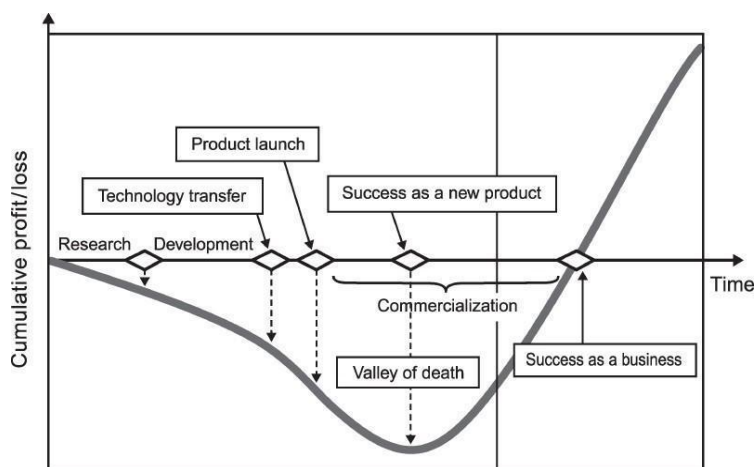 Product launch
Technology transfer
Success as a new product
Research
Development
Time
Commercialization
Valley of death
Success as a business
Cumulative profit/loss